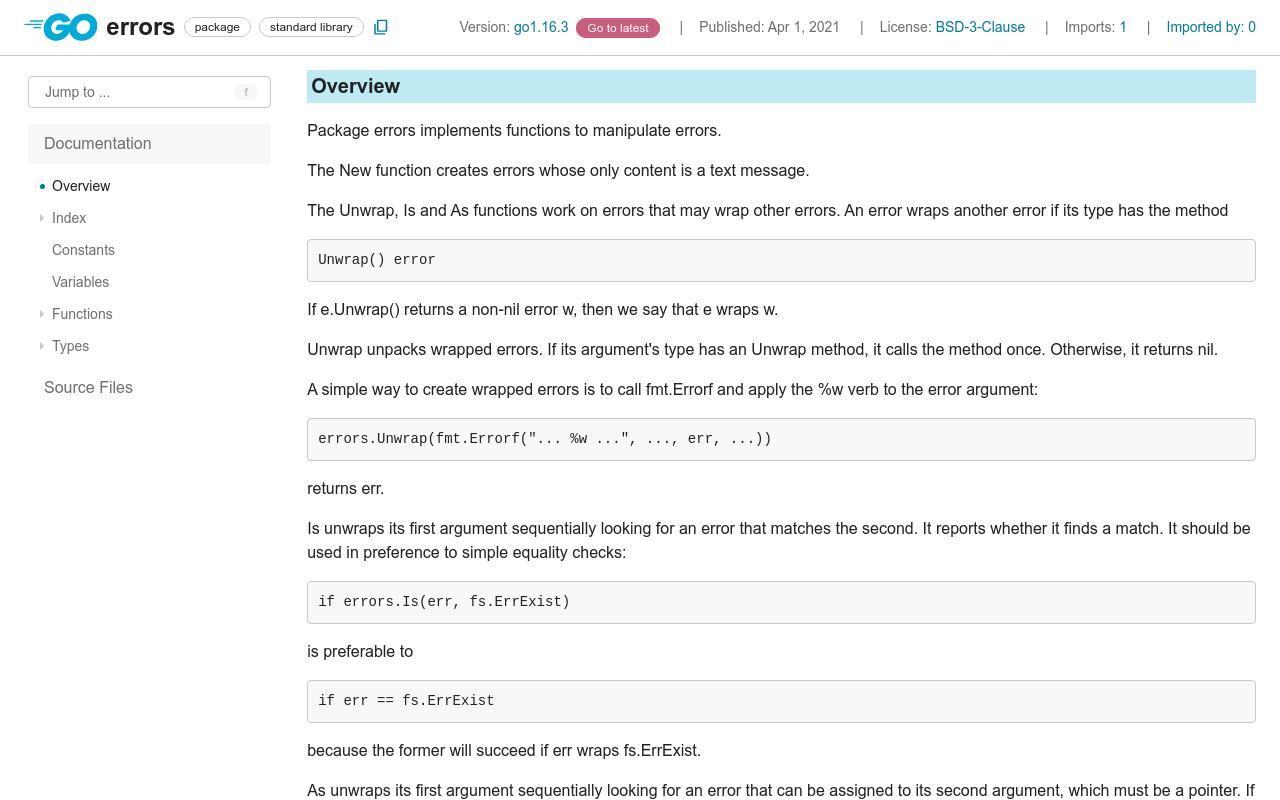 GO errors package standard library Version: go1.16.3 Go to latest | Published: Apr 1, 2021 | License: BSD-3-Clause | Imports: 1 | Imported by: 0
Jump to ... f
Documentation
Overview
Index
Constants
Variables
Functions
Types
Source Files
Overview
Package errors implements functions to manipulate errors.
The New function creates errors whose only content is a text message.
The Unwrap, Is and As functions work on errors that may wrap other errors. An error wraps another error if its type has the method
Unwrap() error
If e.Unwrap() returns a non-nil error w, then we say that e wraps w.
Unwrap unpacks wrapped errors. If its argument's type has an Unwrap method, it calls the method once. Otherwise, it returns nil.
A simple way to create wrapped errors is to call fmt.Errorf and apply the %w verb to the error argument:
errors.Unwrap(fmt.Errorf("... %w ...", ..., err, ...))
returns err.
Is unwraps its first argument sequentially looking for an error that matches the second. It reports whether it finds a match. It should be
used in preference to simple equality checks:
if errors.Is(err, fs.ErrExist)
is preferable to
if err == fs.ErrExist
because the former will succeed if err wraps fs.ErrExist.
As unwraps its first argument sequentially looking for an error that can be assigned to its second argument, which must be a pointer. If